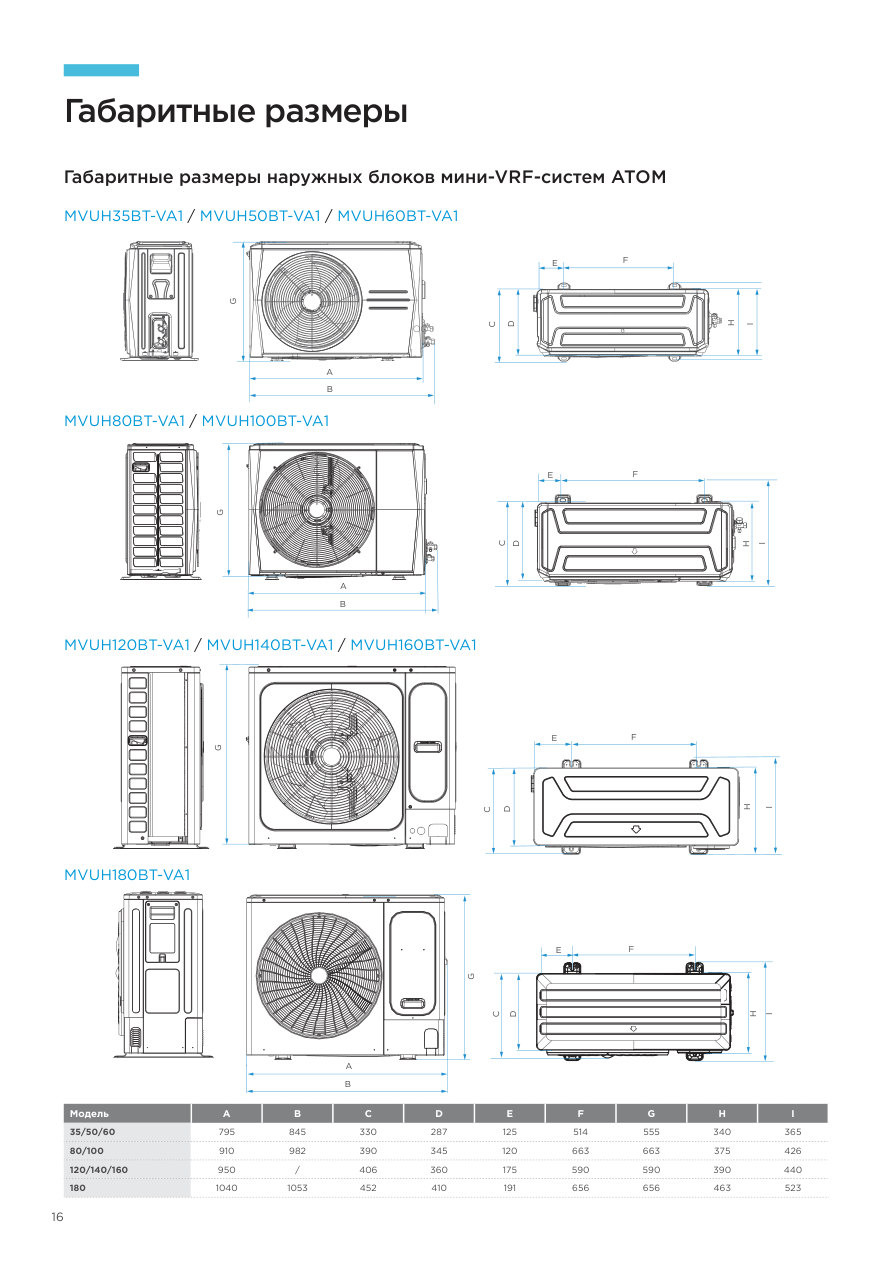 Габаритные размеры
Габаритные размеры наружных блоков мини-VRF-систем ATOM
MVUH35BT-VA1 / MVUH50BT-VA1 / MVUH60BT-VA1
G
A
B
E F
C D H I
MVUH80BT-VA1 / MVUH100BT-VA1
G
A
B
E F
C D H I
MVUH120BT-VA1 / MVUH140BT-VA1 / MVUH160BT-VA1
G
E F
C D H I
MVUH180BT-VA1
G
A
B
E F
C D H I
Модель A B C D E F G H I
35/50/60 795 845 330 287 125 514 555 340 365
80/100 910 982 390 345 120 663 663 375 426
120/140/160 950 / 406 360 175 590 590 390 440
180 1040 1053 452 410 191 656 656 463 523
16